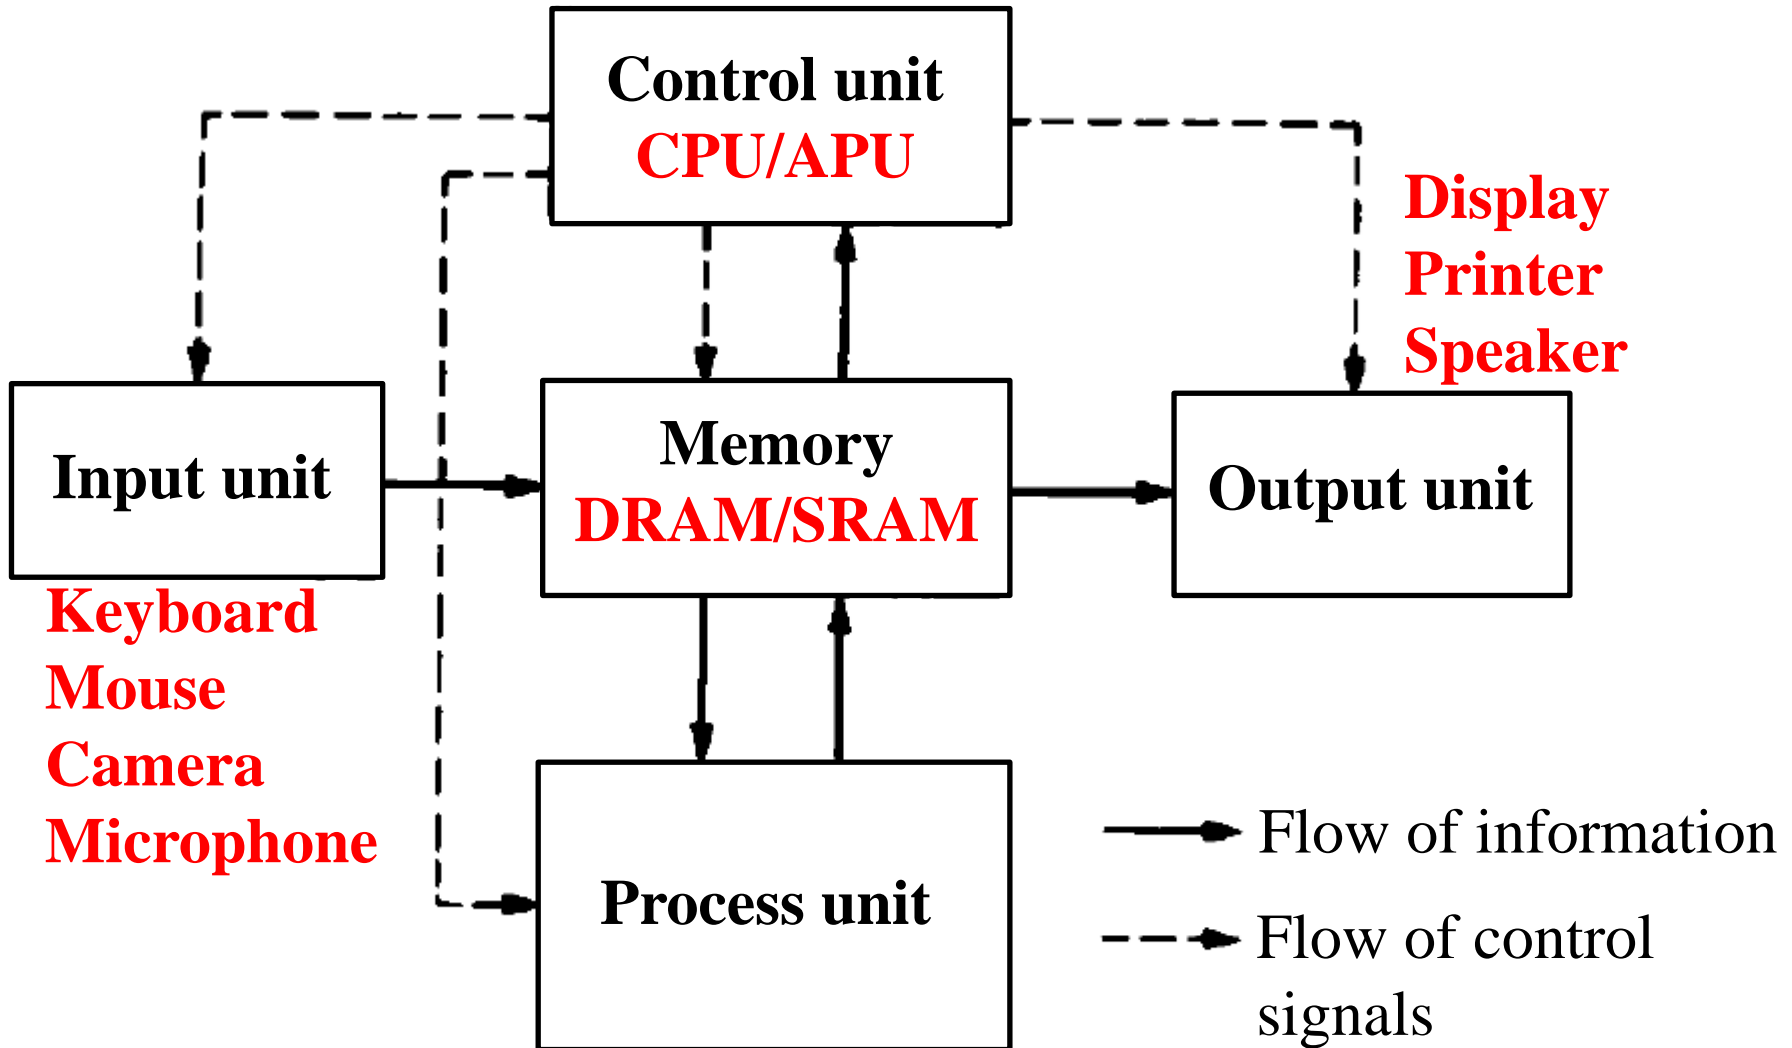 Control unit
CPU/APU
Display
Printer
Speaker
Input unit
Memory
DRAM/SRAM
Output unit
Keyboard
Mouse
Camera
Microphone
Process unit
Flow of information
Flow of control
signals